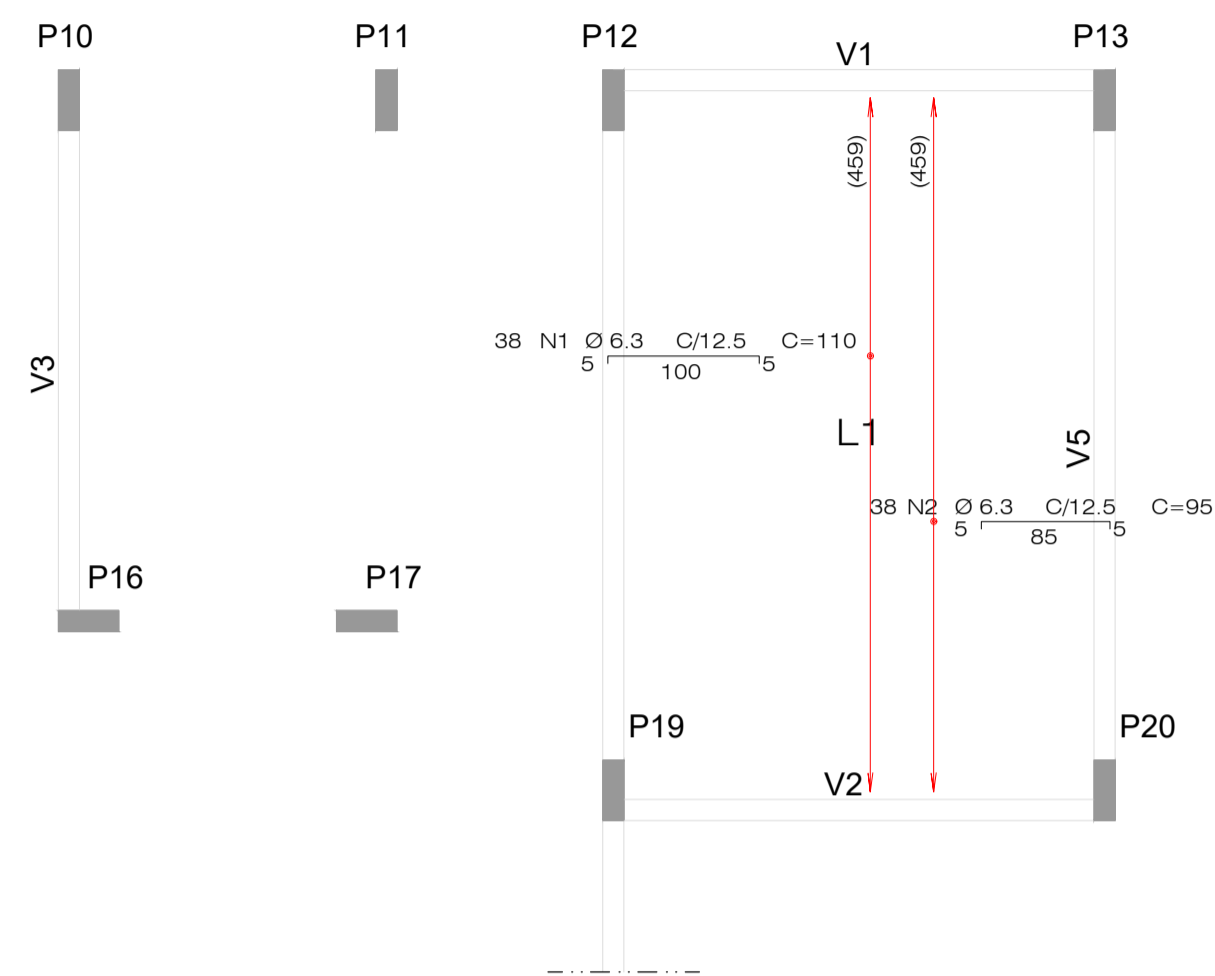 P10 P11 P12 P13
V1
(459) (459)
38 N1 Ø 6.3 C/12.5 C=110
5 100 5
V3
L1
V5
38 N2 Ø 6.3 C/12.5 C=95
5 85 5
P16 P17
P19 P20
V2